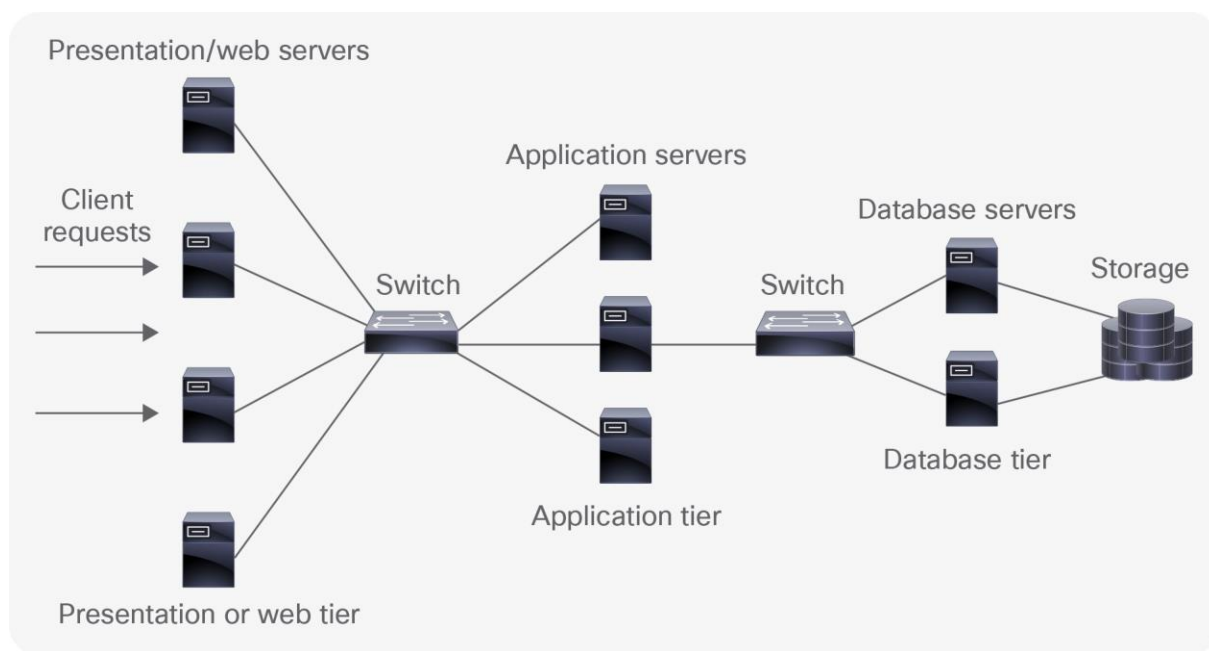 Presentation/web servers
Client
requests
Presentation or web tier
Switch
Application servers
Application tier
Switch
Database servers
Database tier
Storage